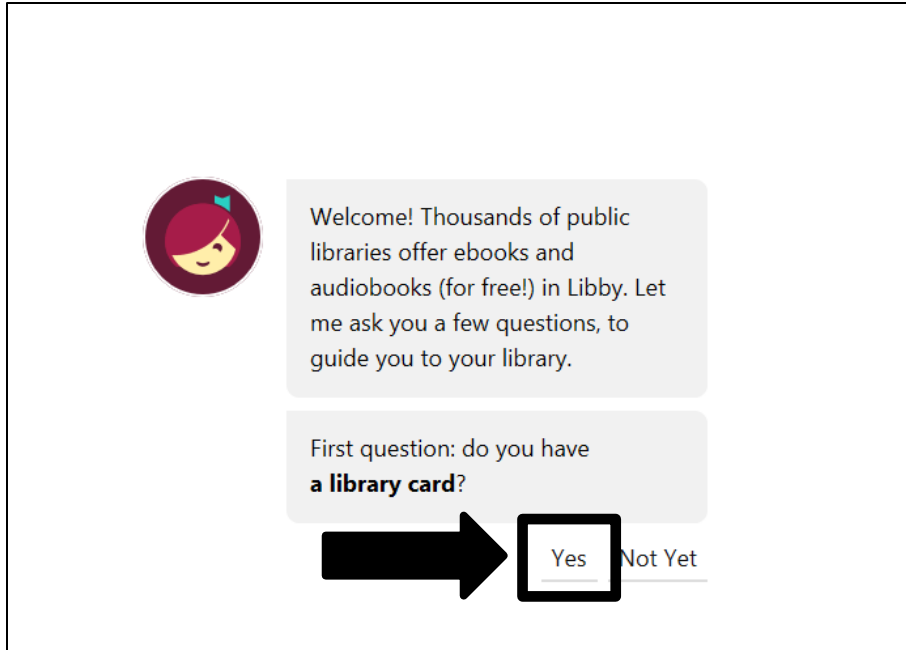 Welcome! Thousands of public
libraries offer ebooks and
audiobooks (for free!) in Libby. Let
me ask you a few questions, to
guide you to your library.
First question: do you have
a library card?
Yes Not Yet